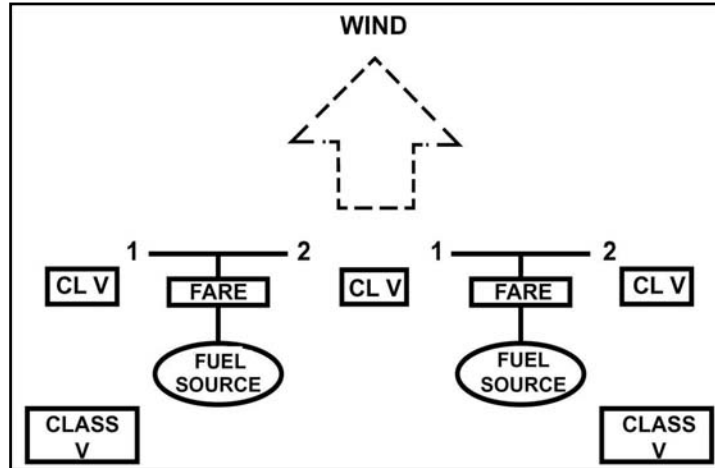 WIND
1 2 1 2
CL V FARE CL V FARE CL V
FUEL SOURCE FUEL SOURCE
CLASS V CLASS V